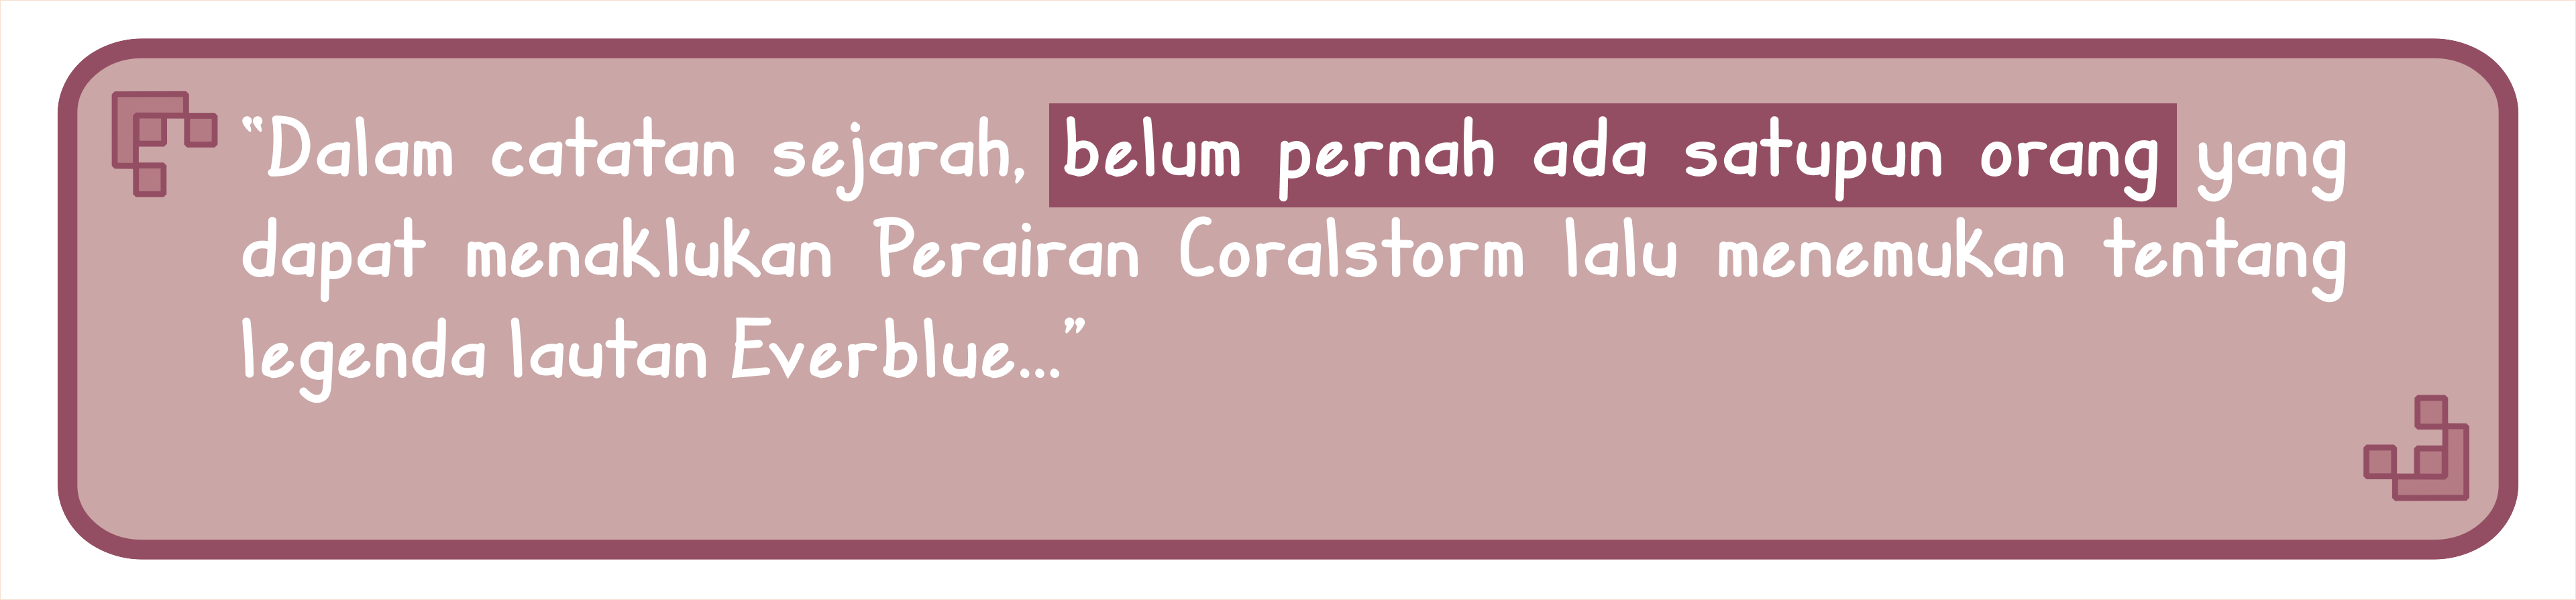 “Dalam catatan sejarah, belum pernah ada satupun orang yang
dapat menaklukan Perairan Coralstorm lalu menemukan tentang
legenda lautan Everblue...”